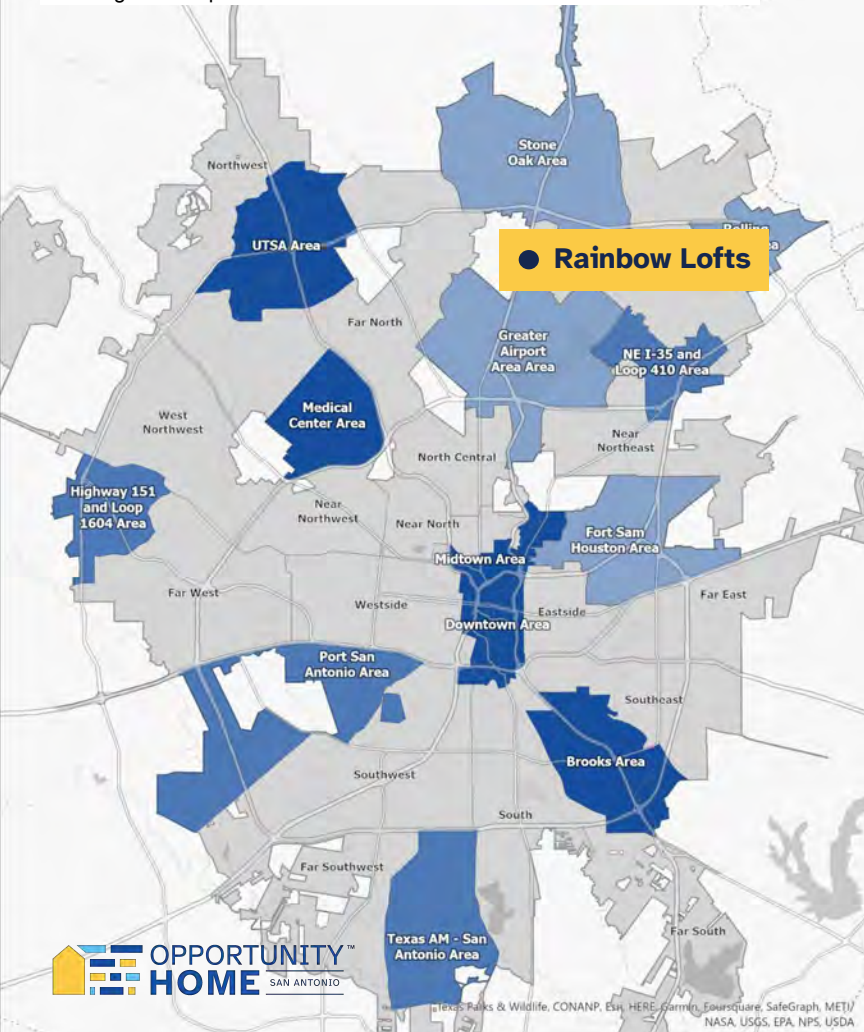 Stone
Oak Area
Northwest
UTSA Area
Rainbow Lofts
Far North
Greater
Airport
Area Area
NE I-35 and
Loop 410 Area
Medical
Center Area
West
Northwest
Near
Northeast
North Central
Highway 151
and Loop
1604 Area
Near
Northwest
Near North
Fort Sam
Houston Area
Midtown Area
Far West
Far East
Westside
Eastside
Downtown Area
Port San
Antonio Area
Southeast
Brooks Area
Southwest
South
Far Southwest
Far South
Texas AM - San
Antonio Area
OPPORTUNITY™
HOME SAN ANTONIO
Texas Parks & Wildlife, CONANP, Esri, HERE, Garmin, Foursquare, SafeGraph, METI/
NASA, USGS, EPA, NPS, USDA